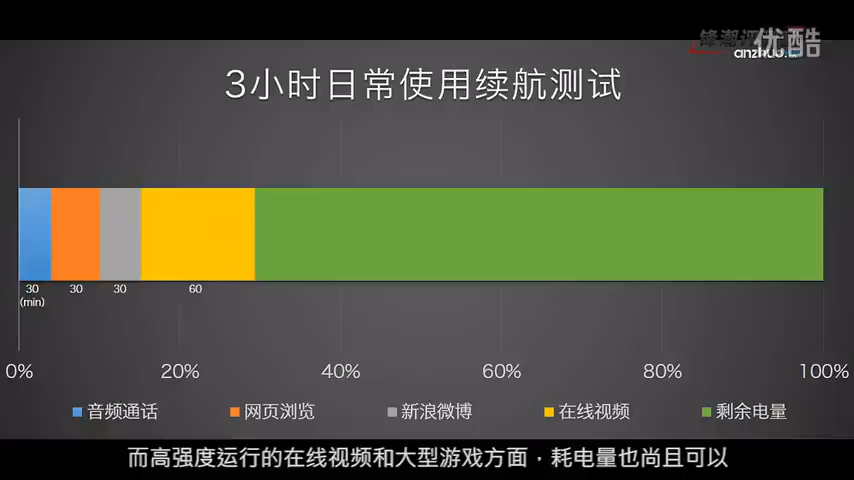 优酷
anzhuo.cn
3小时日常使用续航测试
30 30 30 60
(min)
0% 20% 40% 60% 80% 100%
音频通话 网页浏览 新浪微博 在线视频 剩余电量
而高强度运行的在线视频和大型游戏方面，耗电量也尚且可以